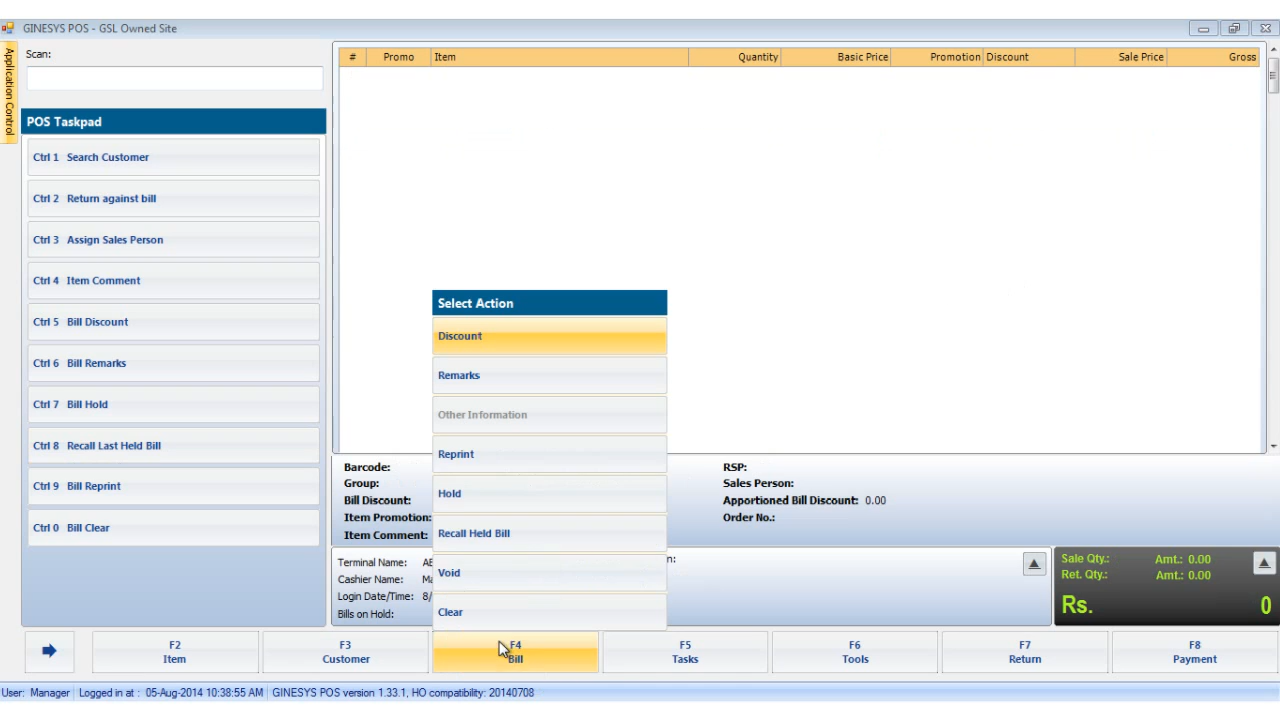 GINESYS POS - GSL Owned Site
Application Control
Scan:
# Promo Item Quantity Basic Price Promotion Discount Sale Price Gross
POS Taskpad
Ctrl 1 Search Customer
Ctrl 2 Return against bill
Ctrl 3 Assign Sales Person
Ctrl 4 Item Comment
Ctrl 5 Bill Discount
Ctrl 6 Bill Remarks
Ctrl 7 Bill Hold
Ctrl 8 Recall Last Held Bill
Ctrl 9 Bill Reprint
Ctrl 0 Bill Clear
Select Action
Discount
Remarks
Other Information
Reprint
Hold
Recall Held Bill
Void
Clear
Barcode:
Group:
Bill Discount:
Item Promotion:
Item Comment:
RSP:
Sales Person:
Apportioned Bill Discount: 0.00
Order No.:
Terminal Name:
Cashier Name:
Login Date/Time: 8/
Bills on Hold:
Sale Qty.: Amt.: 0.00
Ret. Qty.: Amt.: 0.00
Rs. 0
F2
Item
F3
Customer
F4
Bill
F5
Tasks
F6
Tools
F7
Return
F8
Payment
User: Manager Logged in at : 05-Aug-2014 10:38:55 AM GINESYS POS version 1.33.1, HO compatibility: 20140708